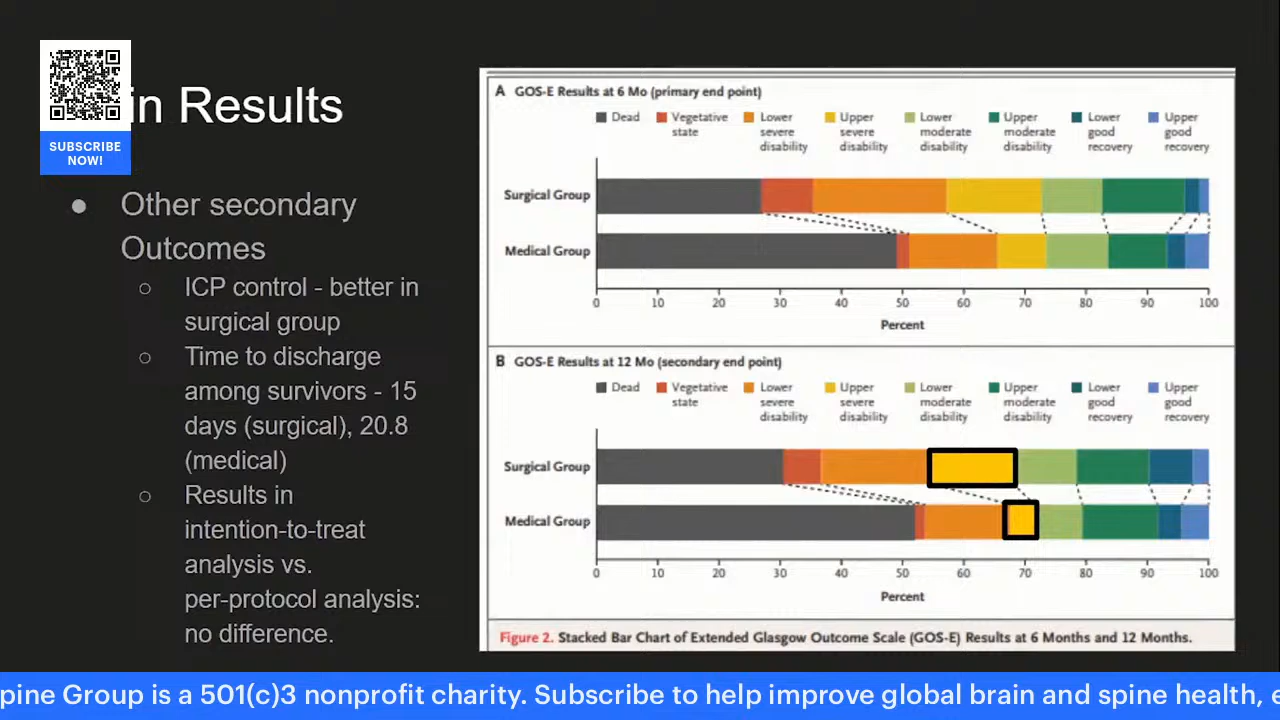 SUBSCRIBE
NOW!
in Results
● Other secondary
Outcomes
○ ICP control - better in
surgical group
○ Time to discharge
among survivors - 15
days (surgical), 20.8
(medical)
○ Results in
intention-to-treat
analysis vs.
per-protocol analysis:
no difference.
A GOS-E Results at 6 Mo (primary end point)
Dead
Vegetative
state
Lower
severe
disability
Upper
severe
disability
Lower
moderate
disability
Upper
moderate
disability
Lower
good
recovery
Upper
good
recovery
Surgical Group
Medical Group
0 10 20 30 40 50 60 70 80 90 100
Percent
B GOS-E Results at 12 Mo (secondary end point)
Dead
Vegetative
state
Lower
severe
disability
Upper
severe
disability
Lower
moderate
disability
Upper
moderate
disability
Lower
good
recovery
Upper
good
recovery
Surgical Group
Medical Group
0 10 20 30 40 50 60 70 80 90 100
Percent
Figure 2. Stacked Bar Chart of Extended Glasgow Outcome Scale (GOS-E) Results at 6 Months and 12 Months.
pine Group is a 501(c)3 nonprofit charity. Subscribe to help improve global brain and spine health, e